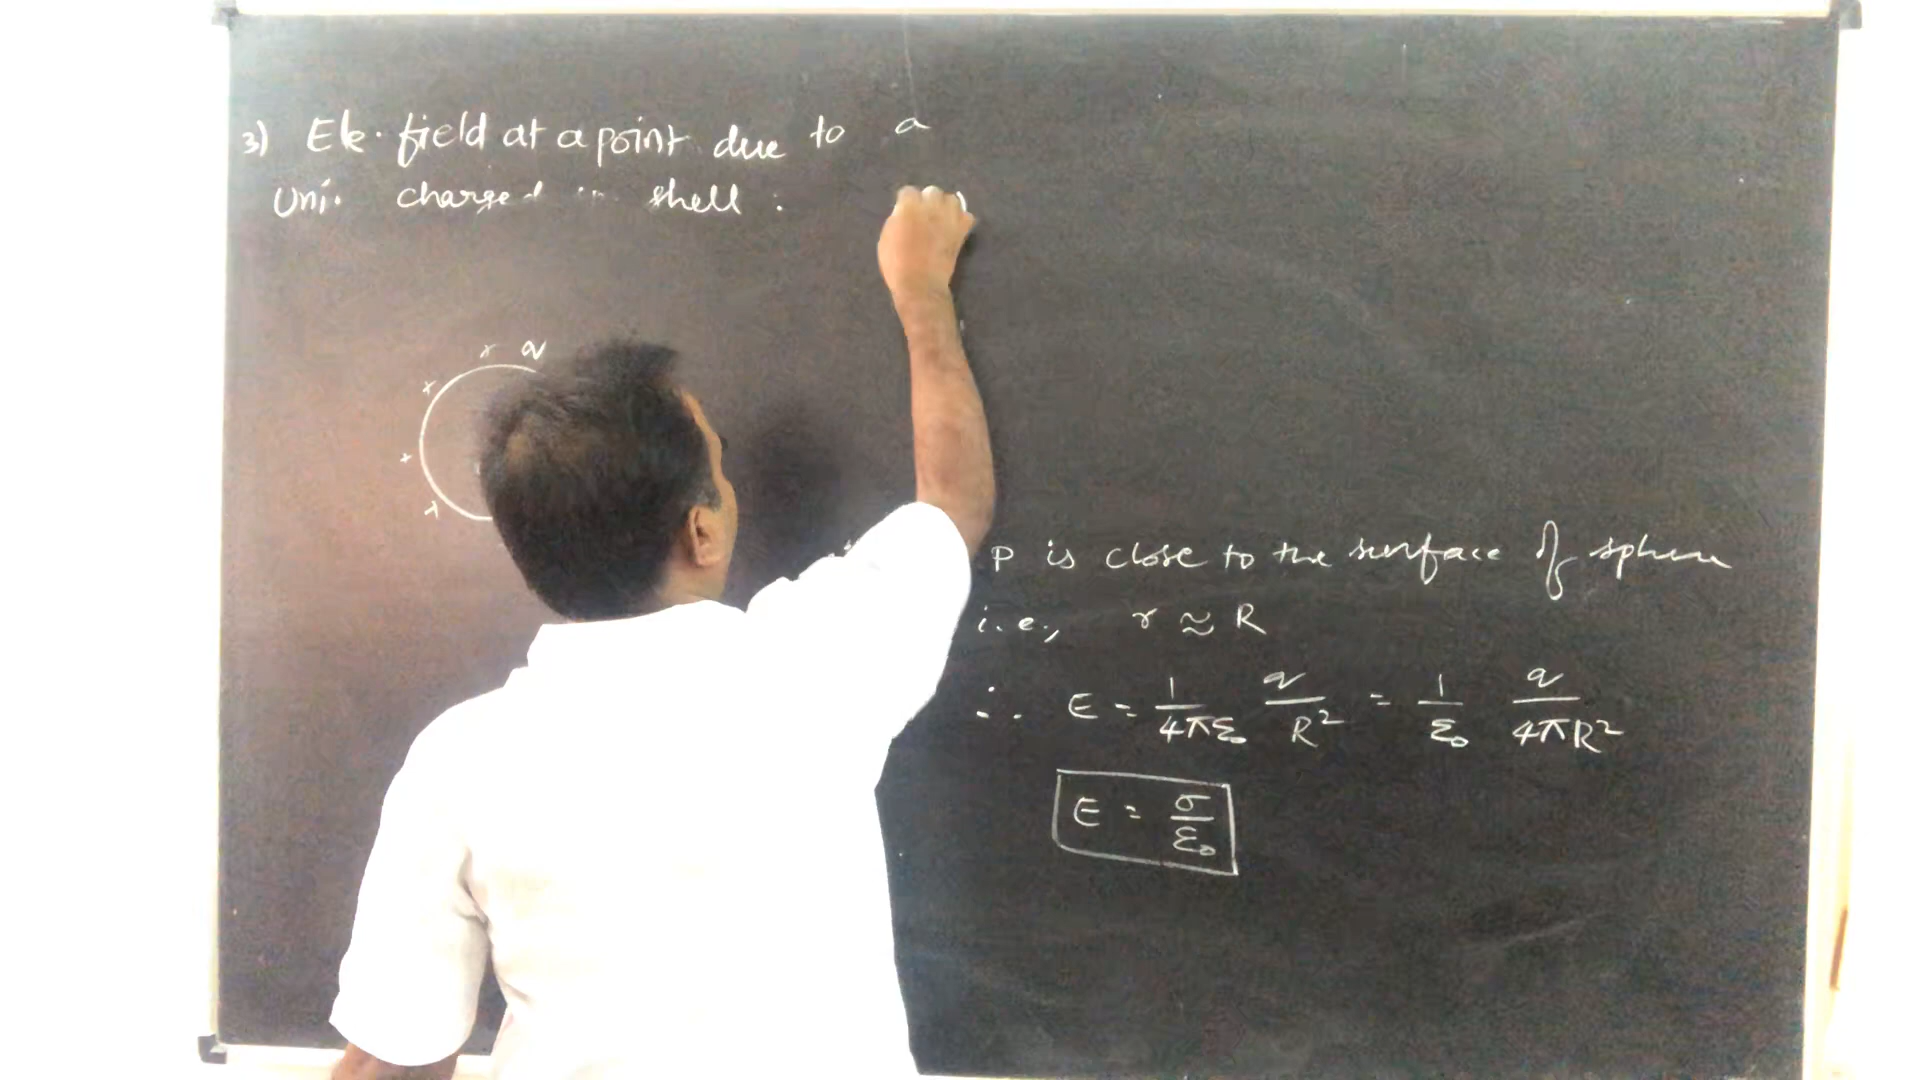 3) Ele. field at a point due to a
Uni. charged shell :
x q
x
x
x
P is close to the surface of sphere
i.e., r ≈ R
∴ E = 1/4πε₀ q/R² = 1/ε₀ q/4πR²
E = σ/ε₀